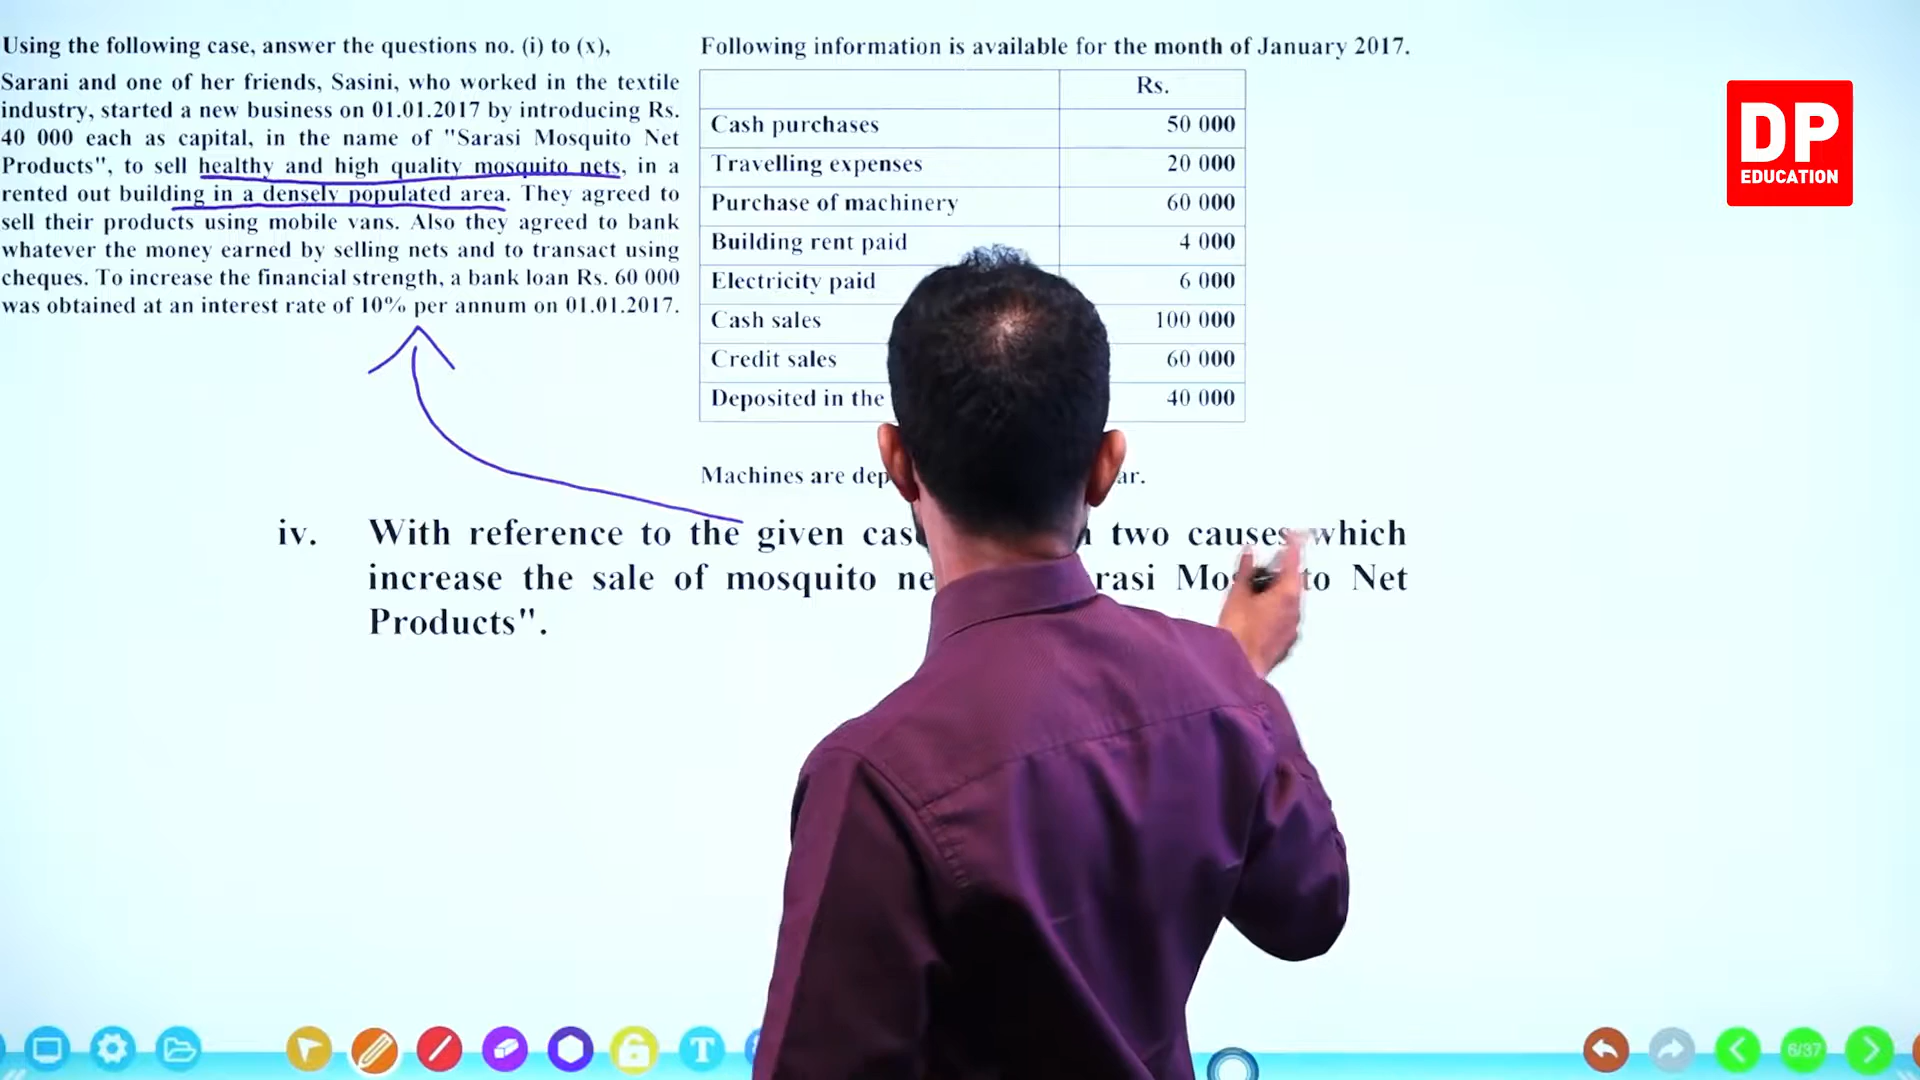 Using the following case, answer the questions no. (i) to (x),
Sarani and one of her friends, Sasini, who worked in the textile
industry, started a new business on 01.01.2017 by introducing Rs.
40 000 each as capital, in the name of "Sarasi Mosquito Net
Products", to sell healthy and high quality mosquito nets, in a
rented out building in a densely populated area. They agreed to
sell their products using mobile vans. Also they agreed to bank
whatever the money earned by selling nets and to transact using
cheques. To increase the financial strength, a bank loan Rs. 60 000
was obtained at an interest rate of 10% per annum on 01.01.2017.
Following information is available for the month of January 2017.
Rs.
Cash purchases 50 000
Travelling expenses 20 000
Purchase of machinery 60 000
Building rent paid 4 000
Electricity paid 6 000
Cash sales 100 000
Credit sales 60 000
Deposited in the 40 000
Machines are
iv. With reference to the given two causes which
increase the sale of mosquito Net
Products".
DP
EDUCATION
T
6/37